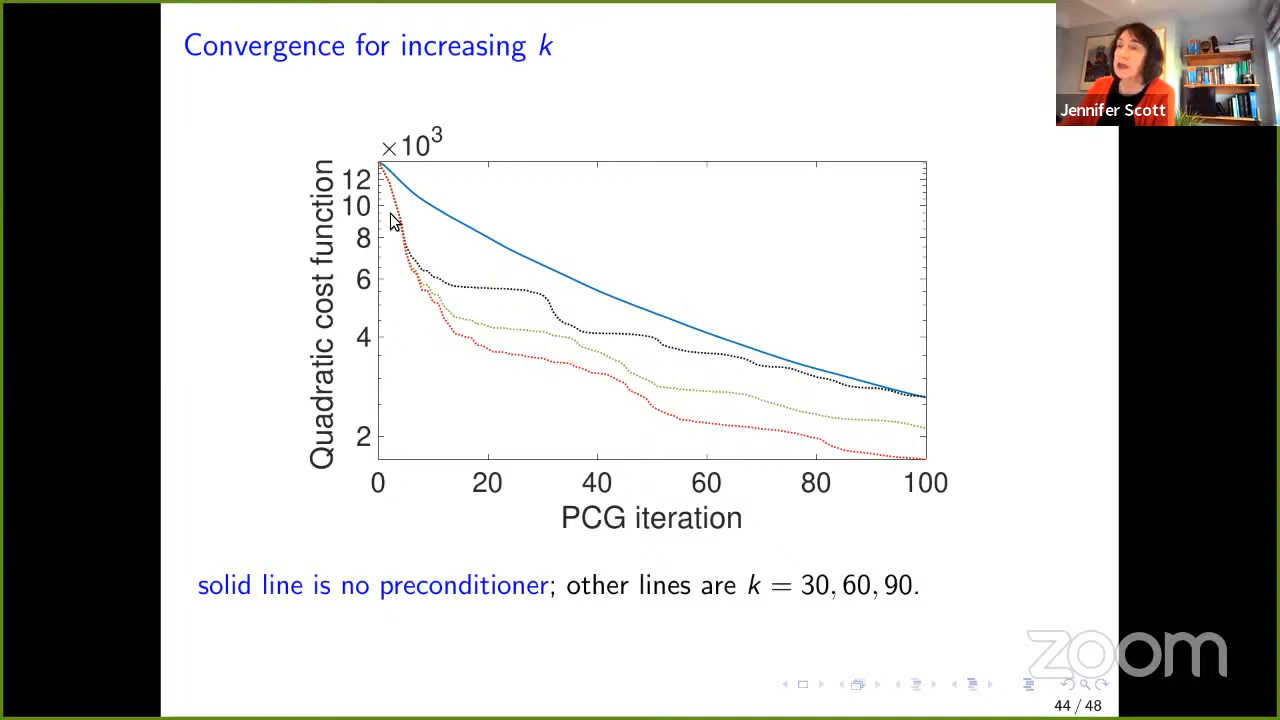 Convergence for increasing k
Jennifer Scott
×10³
12
10
8
6
4
2
Quadratic cost function
0 20 40 60 80 100
PCG iteration
solid line is no preconditioner; other lines are k = 30, 60, 90.
zoom
44 / 48